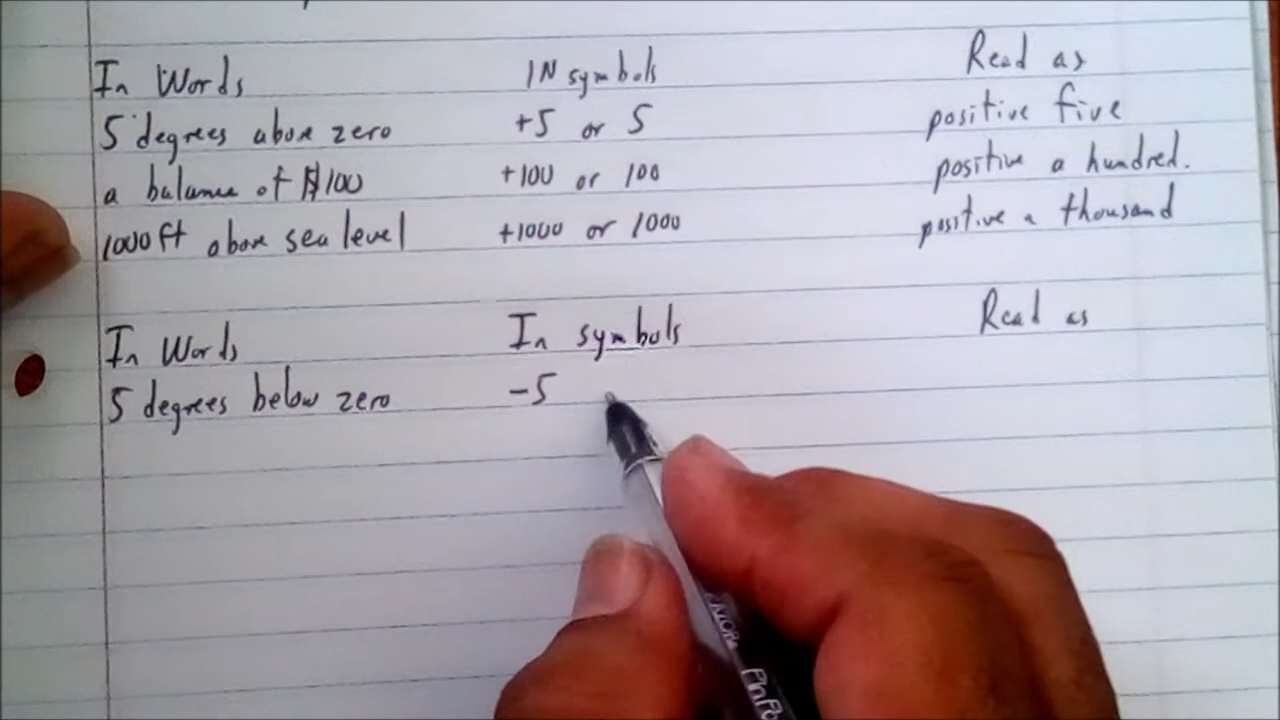 In Words IN symbols Read as
5 degrees above zero +5 or 5 positive five
a balance of $100 +100 or 100 positive a hundred.
1000 ft above sea level +1000 or 1000 positive a thousand
In Words In symbols Read as
5 degrees below zero -5